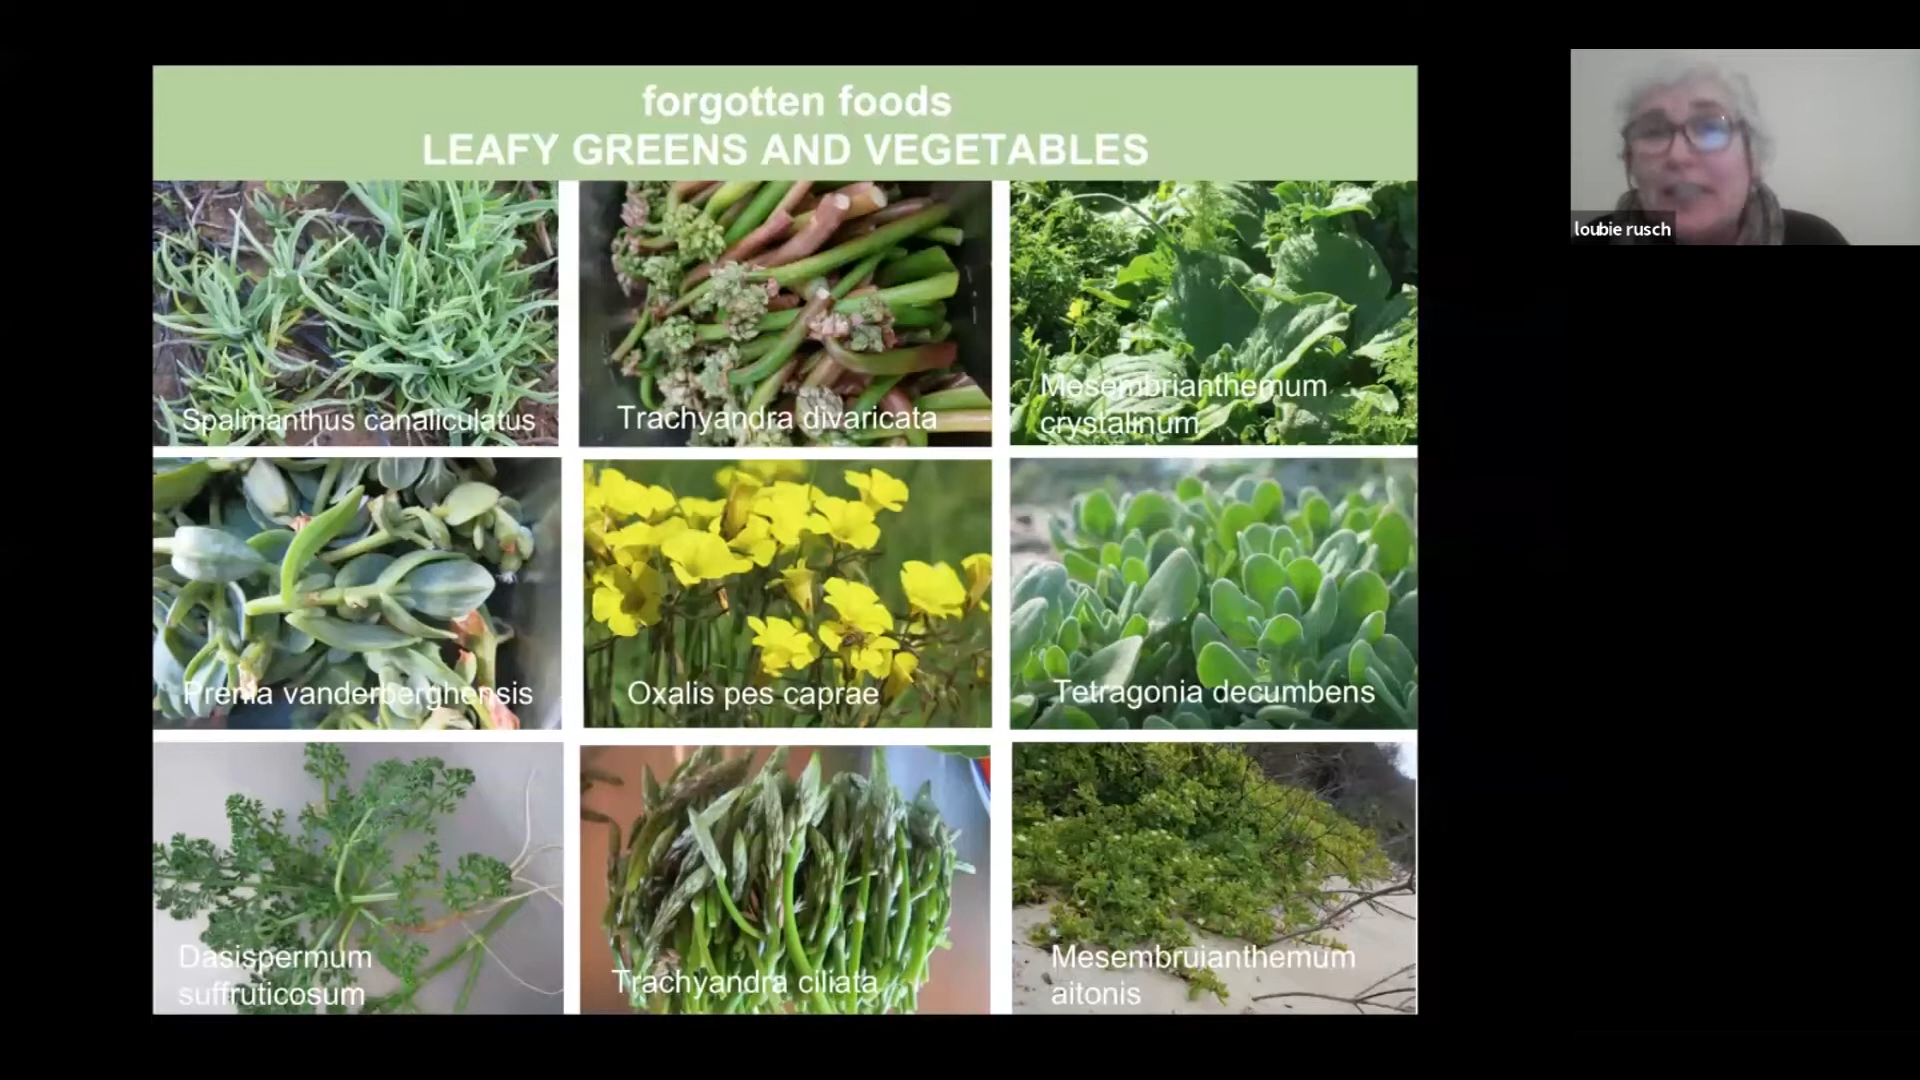 forgotten foods
LEAFY GREENS AND VEGETABLES
loubie rusch
Spalmanthus canaliculatus
Trachyandra divaricata
Mesembrianthemum
crystalinum
Prenia vanderberghensis
Oxalis pes caprae
Tetragonia decumbens
Dasispermum
suffruticosum
Trachyandra ciliata
Mesembruianthemum
aitonis